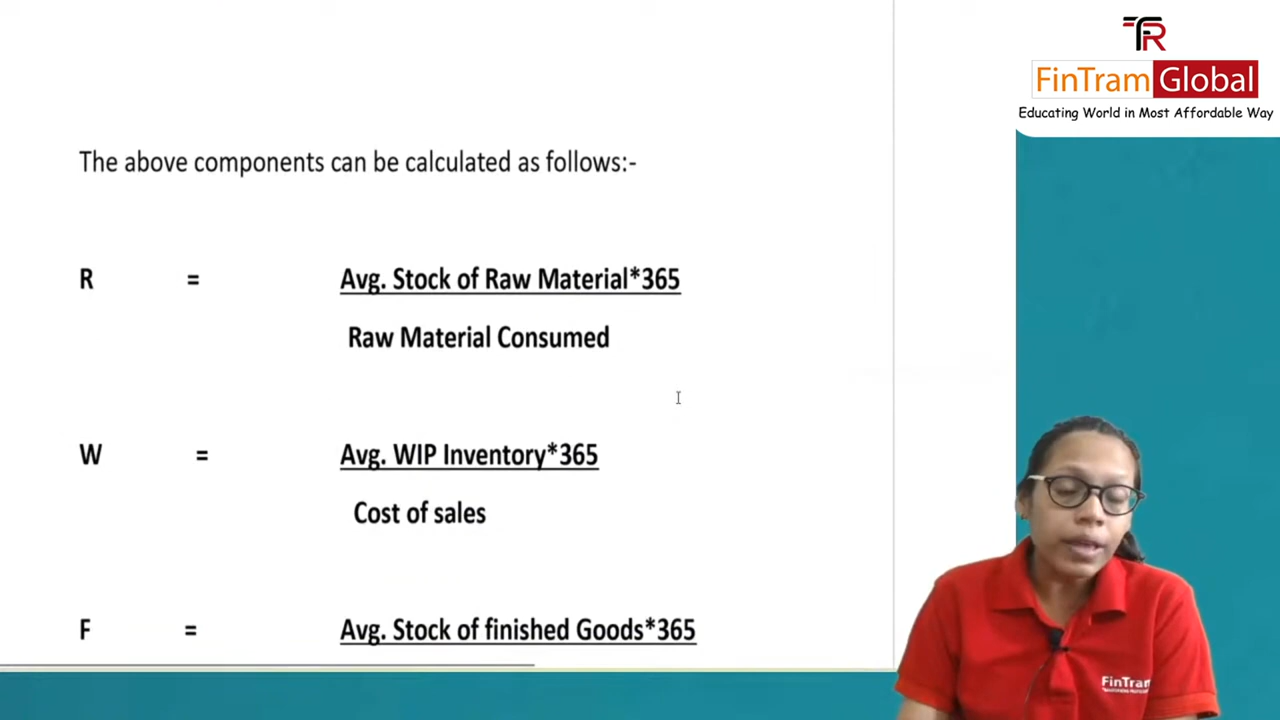 TR
FinTram Global
Educating World in Most Affordable Way
The above components can be calculated as follows:-
R = Avg. Stock of Raw Material*365
Raw Material Consumed
W = Avg. WIP Inventory*365
Cost of sales
F = Avg. Stock of finished Goods*365
FinTram